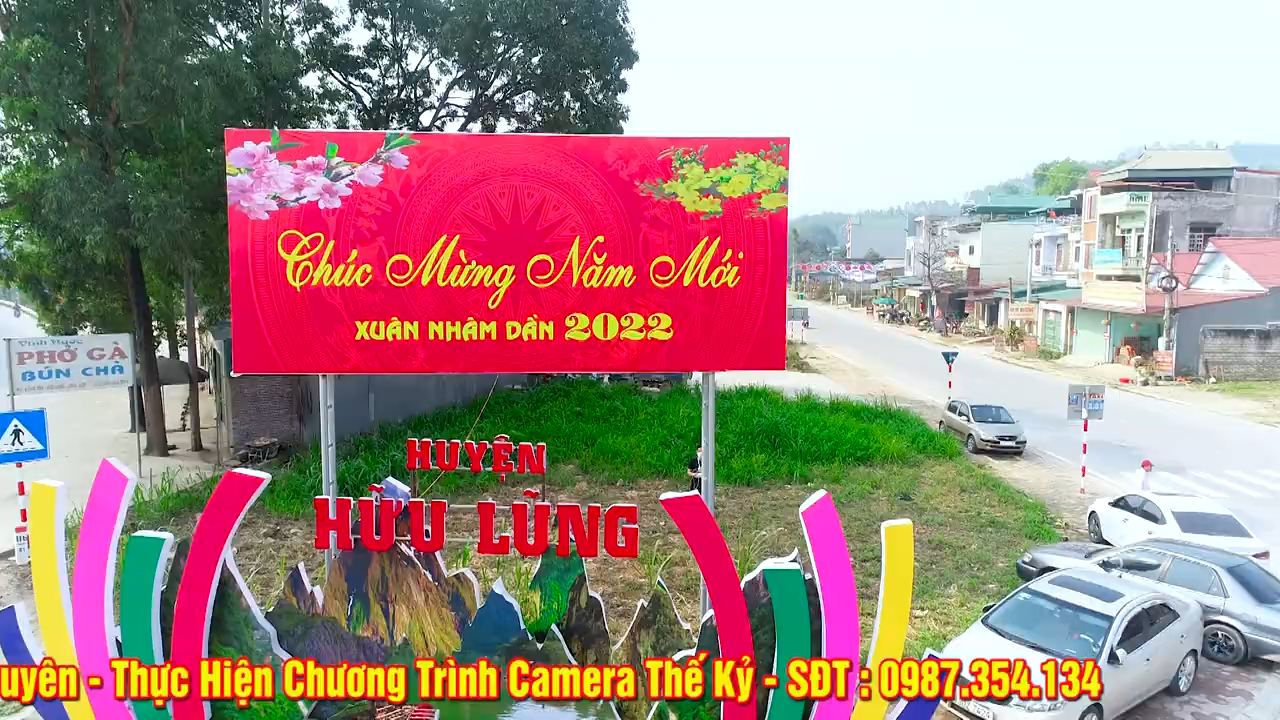 Chúc Mừng Năm Mới
XUÂN NHÂM DẦN 2022
PHỞ GÀ
BÚN CHẢ
HUYỆN
HỮU LŨNG
TAXI
uyên - Thực Hiện Chương Trình Camera Thế Kỷ - SĐT : 0987.354.134